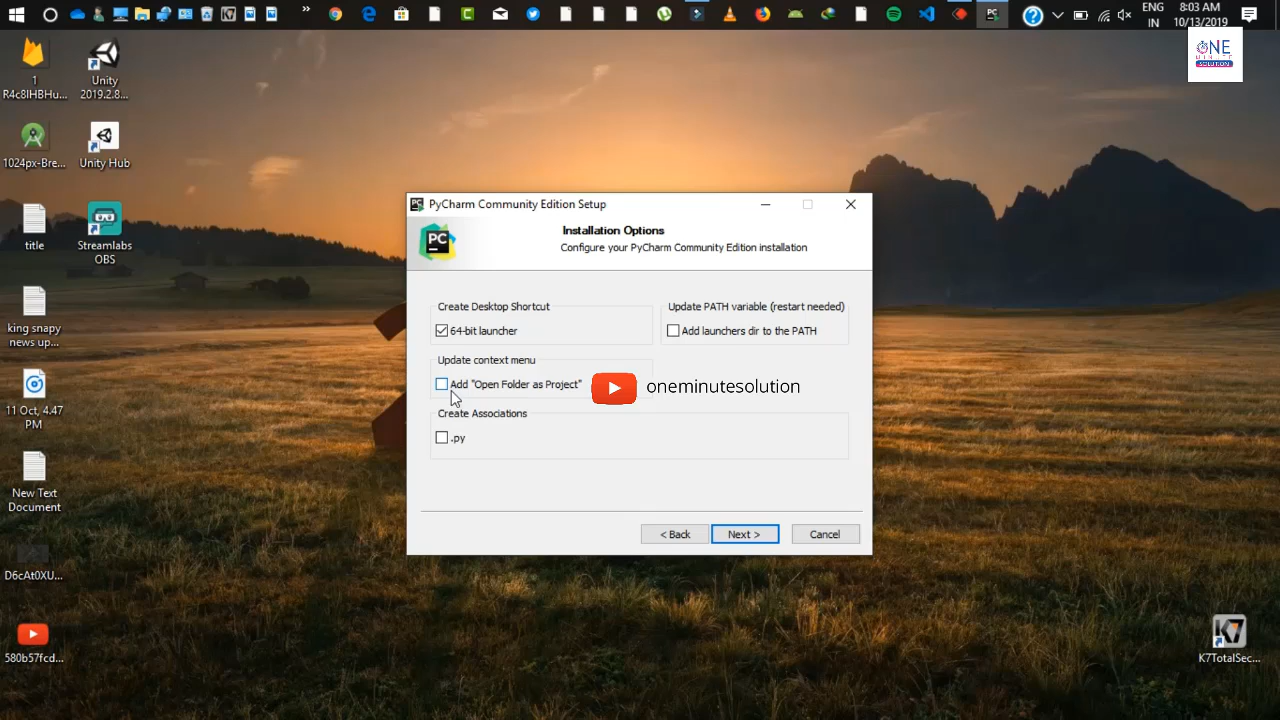 ENG
IN
8:03 AM
10/13/2019
ONE
MINUTE
SOLUTION
1
R4c8IHBHu...
Unity
2019.2.8...
1024px-Bre...
Unity Hub
title
Streamlabs
OBS
king snapy
news up...
11 Oct, 4.47
PM
New Text
Document
D6cAt0XU...
580b57fcd...
K7TotalSec...
PC PyCharm Community Edition Setup
PC
Installation Options
Configure your PyCharm Community Edition installation
Create Desktop Shortcut
64-bit launcher
Update PATH variable (restart needed)
Add launchers dir to the PATH
Update context menu
Add "Open Folder as Project"
oneminutesolution
Create Associations
.py
< Back
Next >
Cancel